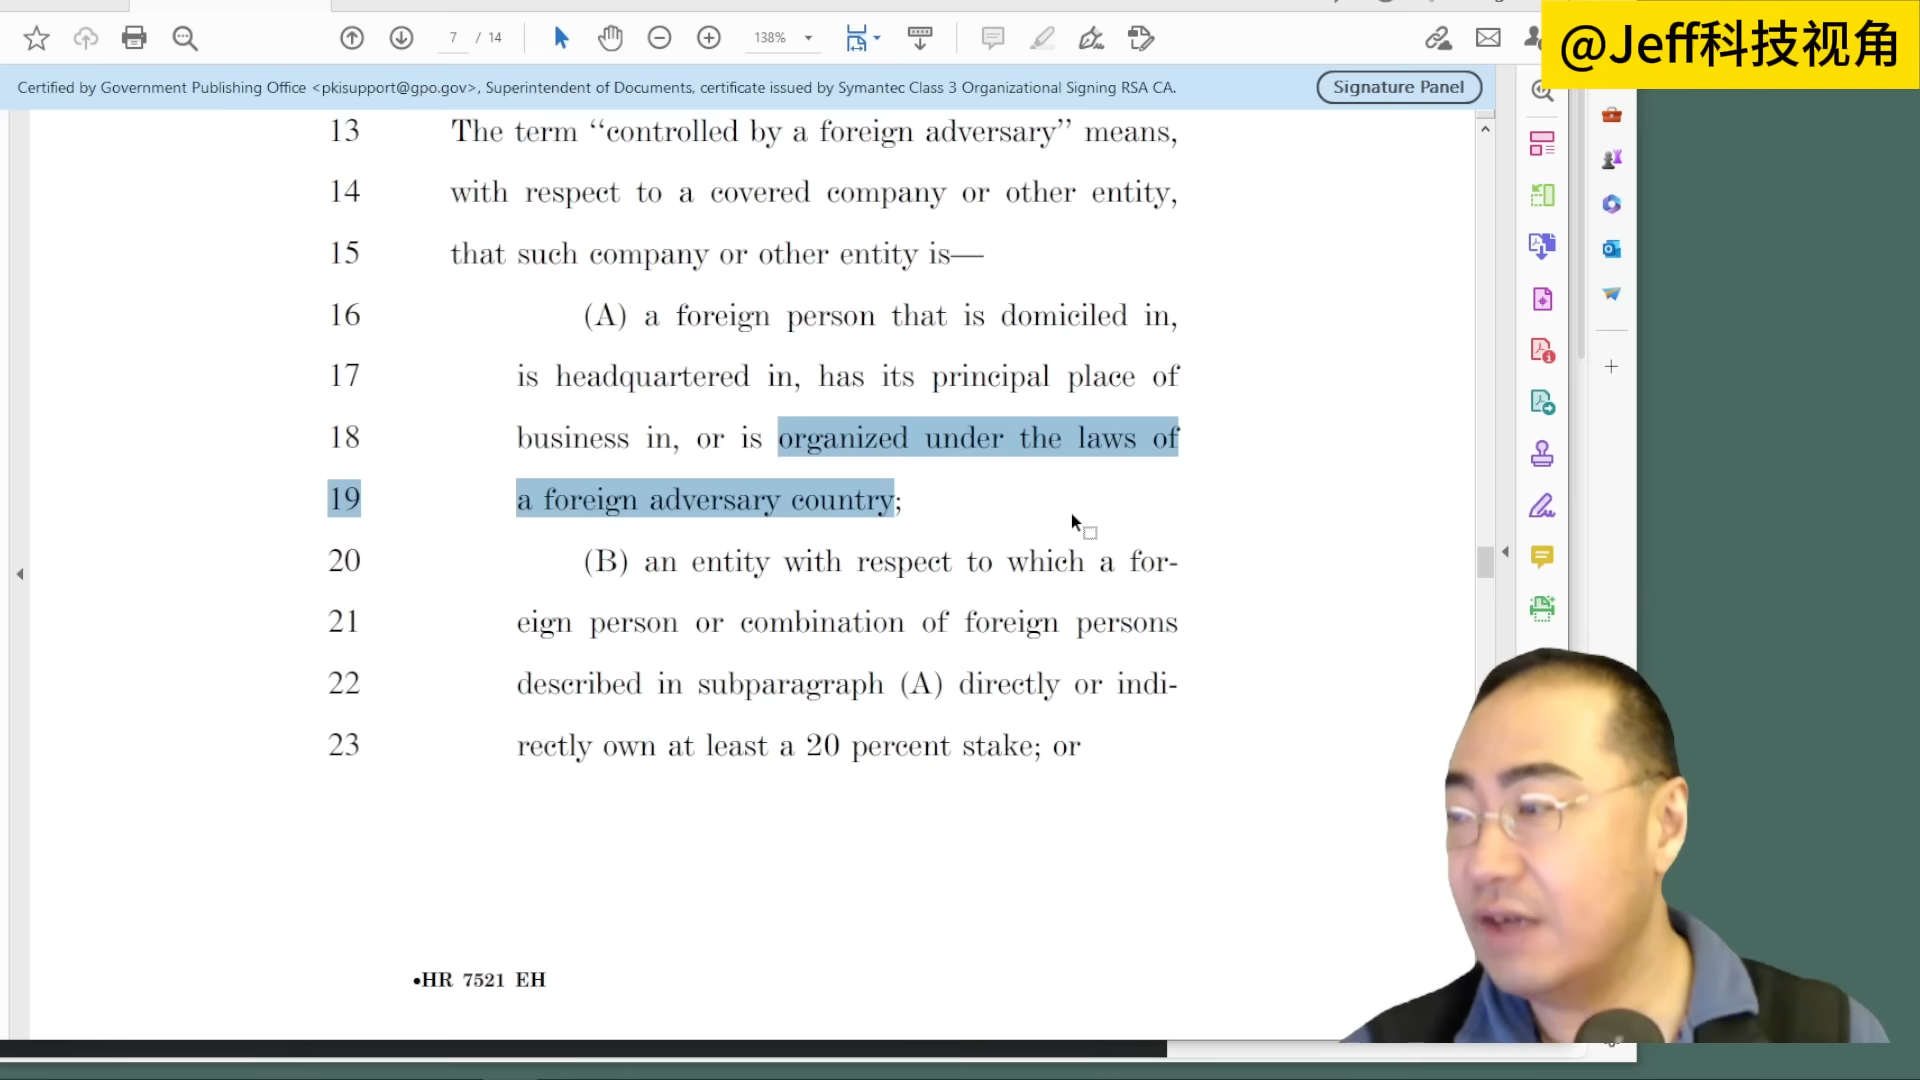 7 / 14
138%
@Jeff科技视角
Certified by Government Publishing Office <pkisupport@gpo.gov>, Superintendent of Documents, certificate issued by Symantec Class 3 Organizational Signing RSA CA.
Signature Panel
13 The term “controlled by a foreign adversary” means,
14 with respect to a covered company or other entity,
15 that such company or other entity is—
16 (A) a foreign person that is domiciled in,
17 is headquartered in, has its principal place of
18 business in, or is organized under the laws of
19 a foreign adversary country;
20 (B) an entity with respect to which a for-
21 eign person or combination of foreign persons
22 described in subparagraph (A) directly or indi-
23 rectly own at least a 20 percent stake; or
•HR 7521 EH